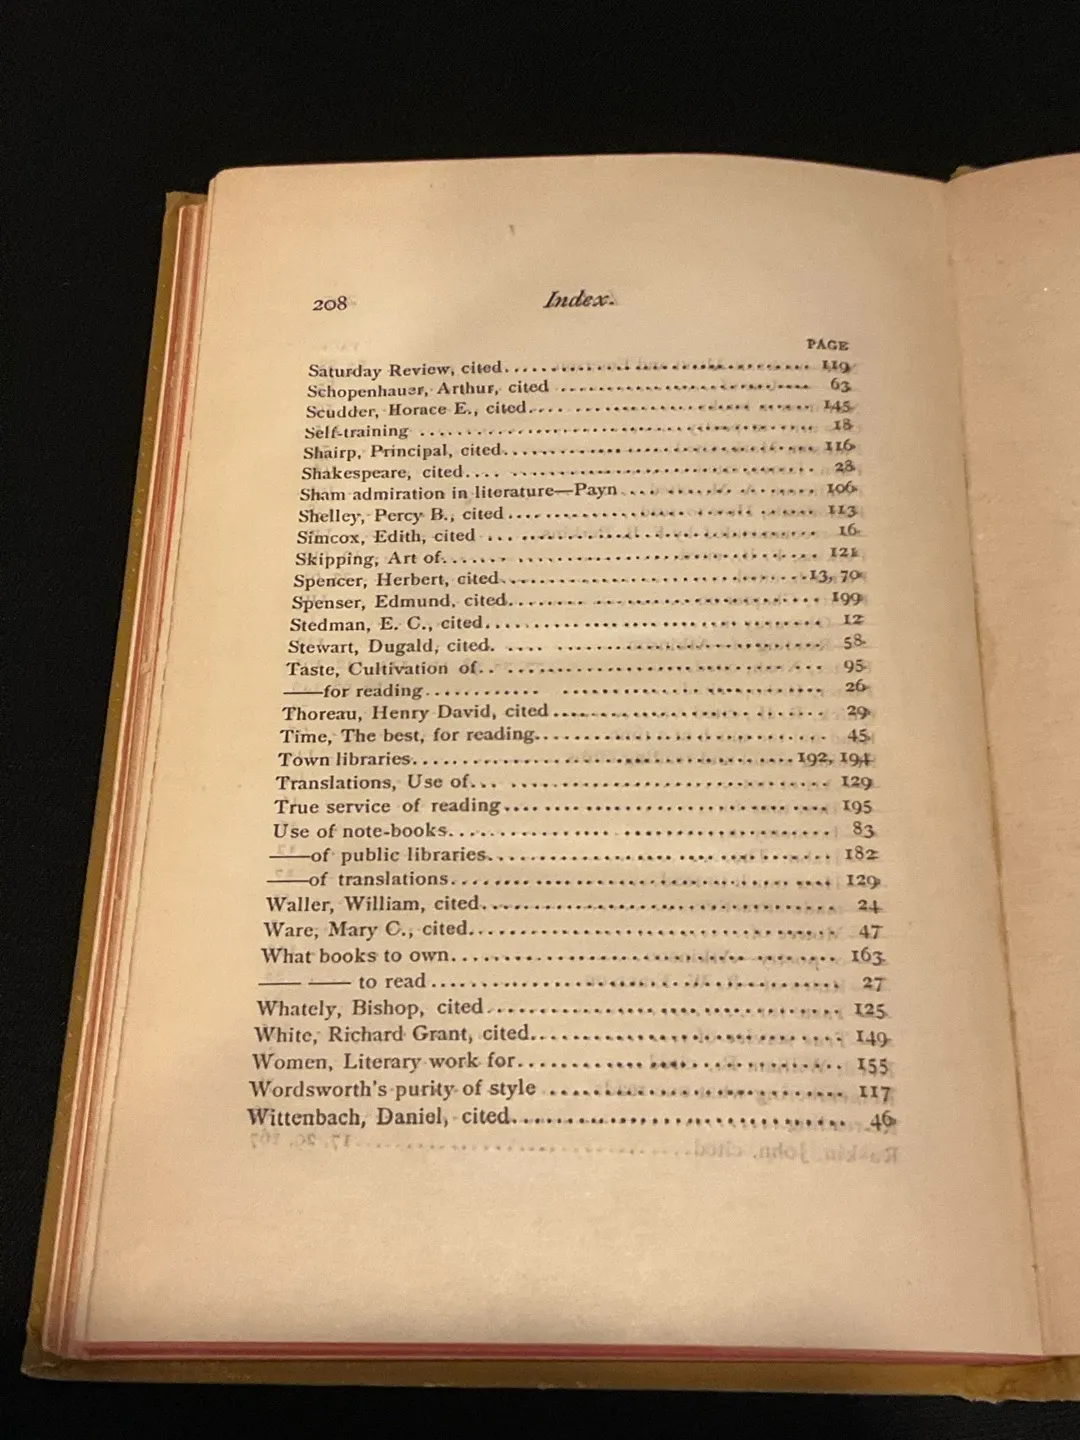 208 Index.
PAGE
Saturday Review, cited. 119
Schopenhauer, Arthur, cited 63
Scudder, Horace E., cited. 145
Self-training 18
Shairp, Principal, cited. 116
Shakespeare, cited. 28
Sham admiration in literature—Payn 106
Shelley, Percy B., cited 113
Simcox, Edith, cited 16
Skipping, Art of. 121
Spencer, Herbert, cited. 13, 70
Spenser, Edmund, cited. 199
Stedman, E. C., cited. 12
Stewart, Dugald, cited. 58
Taste, Cultivation of. 95
——for reading. 26
Thoreau, Henry David, cited 29
Time, The best, for reading. 45
Town libraries. 192, 194
Translations, Use of. 129
True service of reading. 195
Use of note-books. 83
——of public libraries. 182
——of translations. 129
Waller, William, cited. 24
Ware, Mary C., cited. 47
What books to own. 163
—— —— to read 27
Whately, Bishop, cited. 125
White, Richard Grant, cited. 149
Women, Literary work for. 155
Wordsworth's purity of style 117
Wittenbach, Daniel, cited. 46